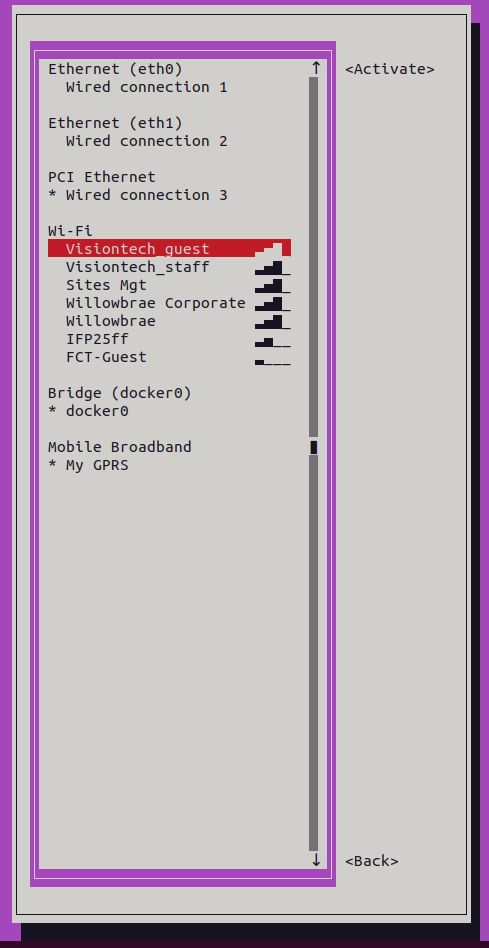 Ethernet (eth0)
<Activate>
Wired connection 1
Ethernet (eth1)
Wired connection 2
PCI Ethernet
* Wired connection 3
Wi-Fi
Visiontech_guest
Visiontech_staff
Sites Mgt
Willowbrae Corporate
Willowbrae
IFP25ff
FCT-Guest
Bridge (docker0)
* docker0
Mobile Broadband
* My GPRS
<Back>